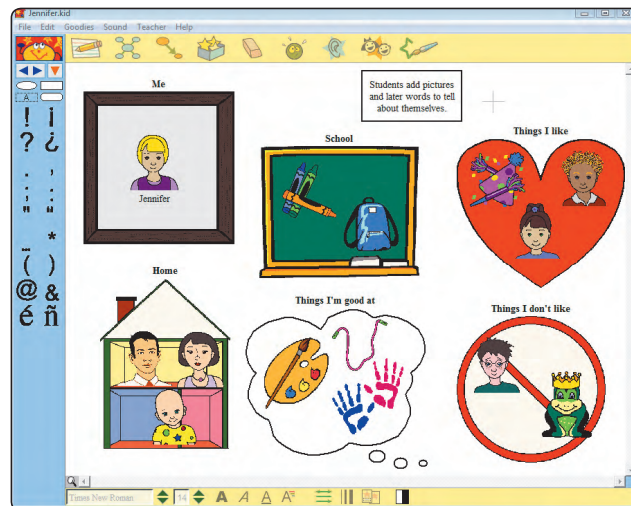 Jennifer.kid
File Edit Goodies Sound Teacher Help
Me
Students add pictures
and later words to tell
about themselves.
School
Things I like
Jennifer
Home
Things I'm good at
Things I don't like
A
! ¡
? ¿
. ,
; :
" "
… *
( )
@ &
é ñ
Times New Roman 14 A A A A